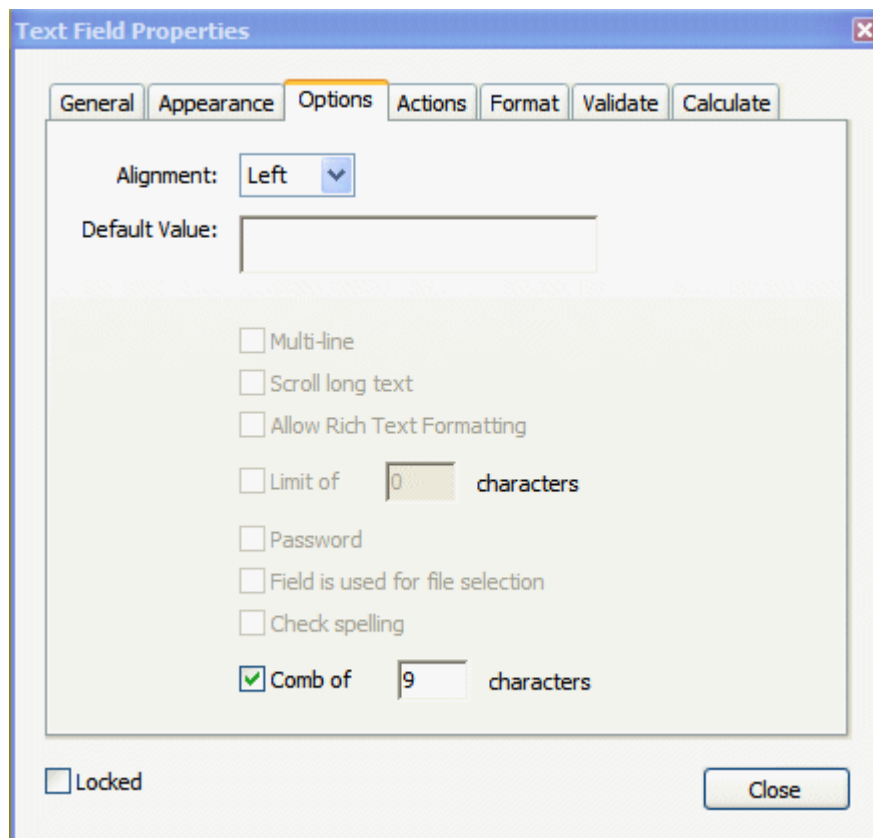 Text Field Properties
General Appearance Options Actions Format Validate Calculate
Alignment: Left
Default Value:
Multi-line
Scroll long text
Allow Rich Text Formatting
Limit of 0 characters
Password
Field is used for file selection
Check spelling
Comb of 9 characters
Locked Close